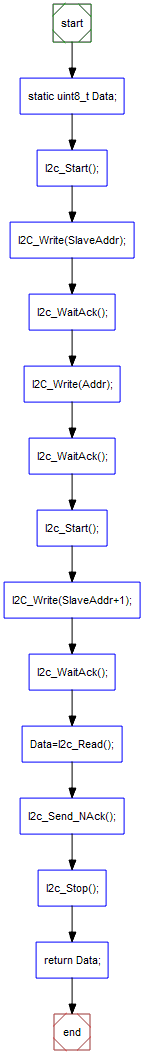 start
static uint8_t Data;
I2c_Start();
I2C_Write(SlaveAddr);
I2c_WaitAck();
I2C_Write(Addr);
I2c_WaitAck();
I2c_Start();
I2C_Write(SlaveAddr+1);
I2c_WaitAck();
Data=I2c_Read();
I2c_Send_NAck();
I2c_Stop();
return Data;
end